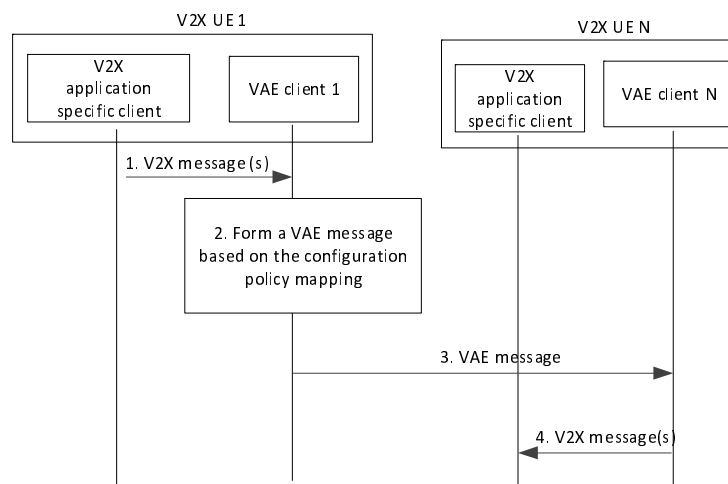 V2X UE 1
V2X UE N
V2X
application
specific client
VAE client 1
V2X
application
specific client
VAE client N
1. V2X message (s)
2. Form a VAE message
based on the configuration
policy mapping
3. VAE message
4. V2X message(s)